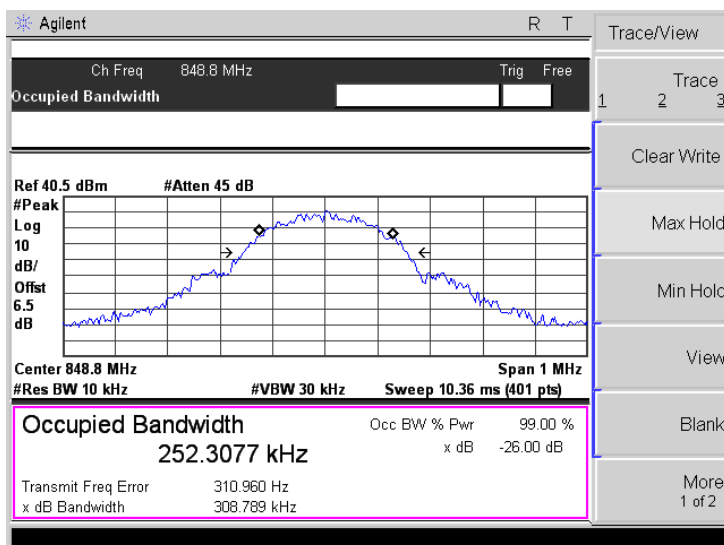 Agilent R T
Trace/View
Ch Freq 848.8 MHz Trig Free
Occupied Bandwidth
Trace
1 2 3
Clear Write
Max Hold
Min Hold
View
Blank
More
1 of 2
Ref 40.5 dBm #Atten 45 dB
#Peak
Log
10
dB/
Offst
6.5
dB
Center 848.8 MHz Span 1 MHz
#Res BW 10 kHz #VBW 30 kHz Sweep 10.36 ms (401 pts)
Occupied Bandwidth Occ BW % Pwr 99.00 %
252.3077 kHz x dB -26.00 dB
Transmit Freq Error 310.960 Hz
x dB Bandwidth 308.789 kHz